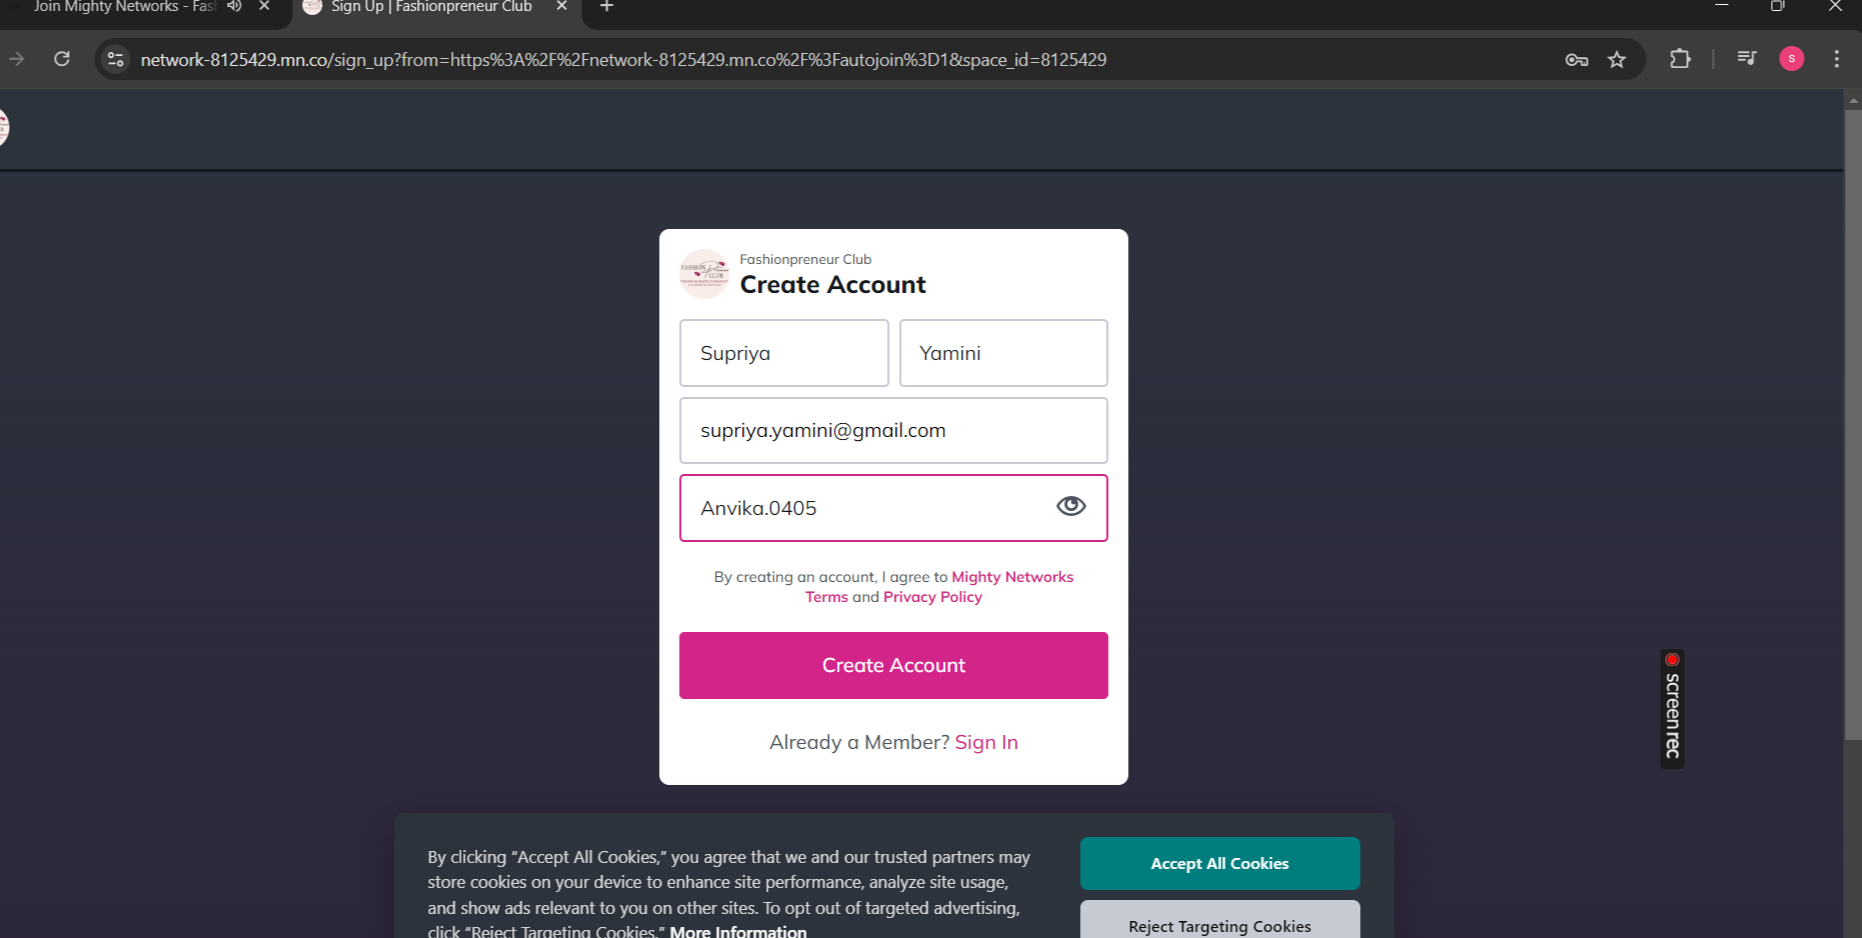 Join Mighty Networks - Fas
Sign Up | Fashionpreneur Club
network-8125429.mn.co/sign_up?from=https%3A%2F%2Fnetwork-8125429.mn.co%2F%3Fautojoin%3D1&space_id=8125429
S
Fashionpreneur Club
Create Account
FASHION
CLUB
Supriya
Yamini
supriya.yamini@gmail.com
Anvika.0405
By creating an account, I agree to Mighty Networks
Terms and Privacy Policy
Create Account
Already a Member? Sign In
screenrec
By clicking “Accept All Cookies,” you agree that we and our trusted partners may
store cookies on your device to enhance site performance, analyze site usage,
and show ads relevant to you on other sites. To opt out of targeted advertising,
click “Reject Targeting Cookies.” More Information
Accept All Cookies
Reject Targeting Cookies